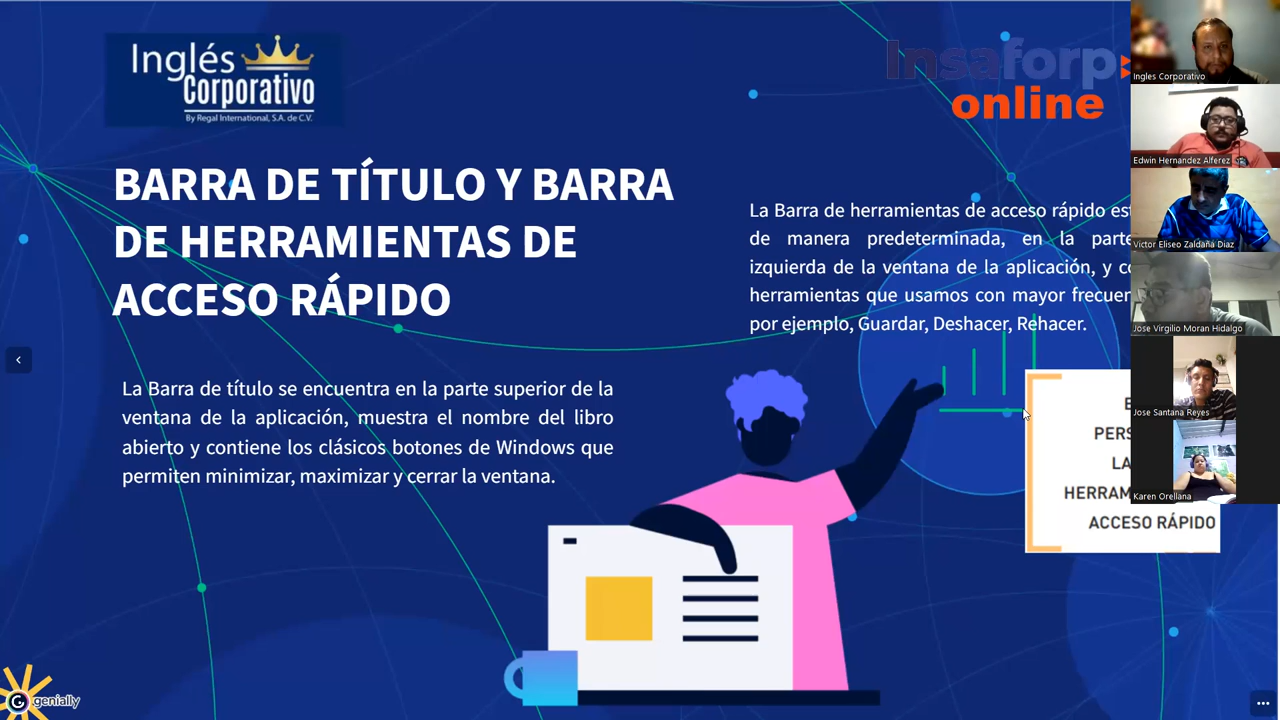 Inglés
Corporativo
By Regal International, S.A. de C.V.
Insaforp
online
BARRA DE TÍTULO Y BARRA
DE HERRAMIENTAS DE
ACCESO RÁPIDO
La Barra de título se encuentra en la parte superior de la
ventana de la aplicación, muestra el nombre del libro
abierto y contiene los clásicos botones de Windows que
permiten minimizar, maximizar y cerrar la ventana.
La Barra de herramientas de acceso rápido
de manera predeterminada, en la parte
izquierda de la ventana de la aplicación, y
herramientas que usamos con mayor
por ejemplo, Guardar, Deshacer, Rehacer.
LA
ACCESO RÁPIDO
Ingles Corporativo
Edwin Hernandez Alferez
Victor Eliseo Zaldaña Diaz
Jose Virgilio Moran Hidalgo
Jose Santana Reyes
Karen Orellana
genially